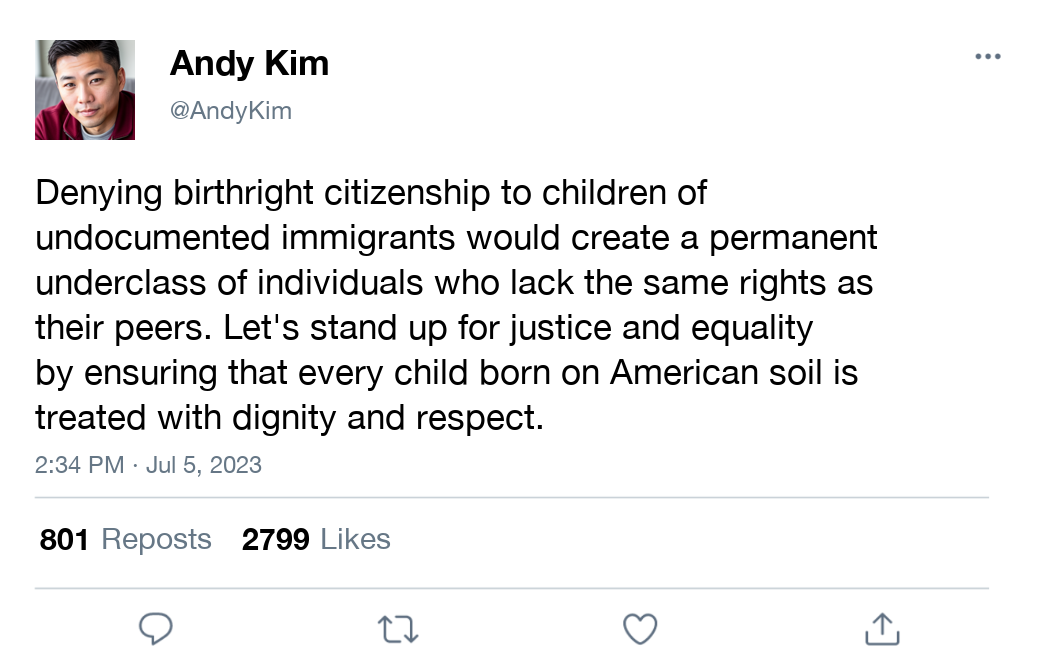 Andy Kim
@AndyKim
Denying birthright citizenship to children of
undocumented immigrants would create a permanent
underclass of individuals who lack the same rights as
their peers. Let's stand up for justice and equality
by ensuring that every child born on American soil is
treated with dignity and respect.
2:34 PM · Jul 5, 2023
801 Reposts 2799 Likes